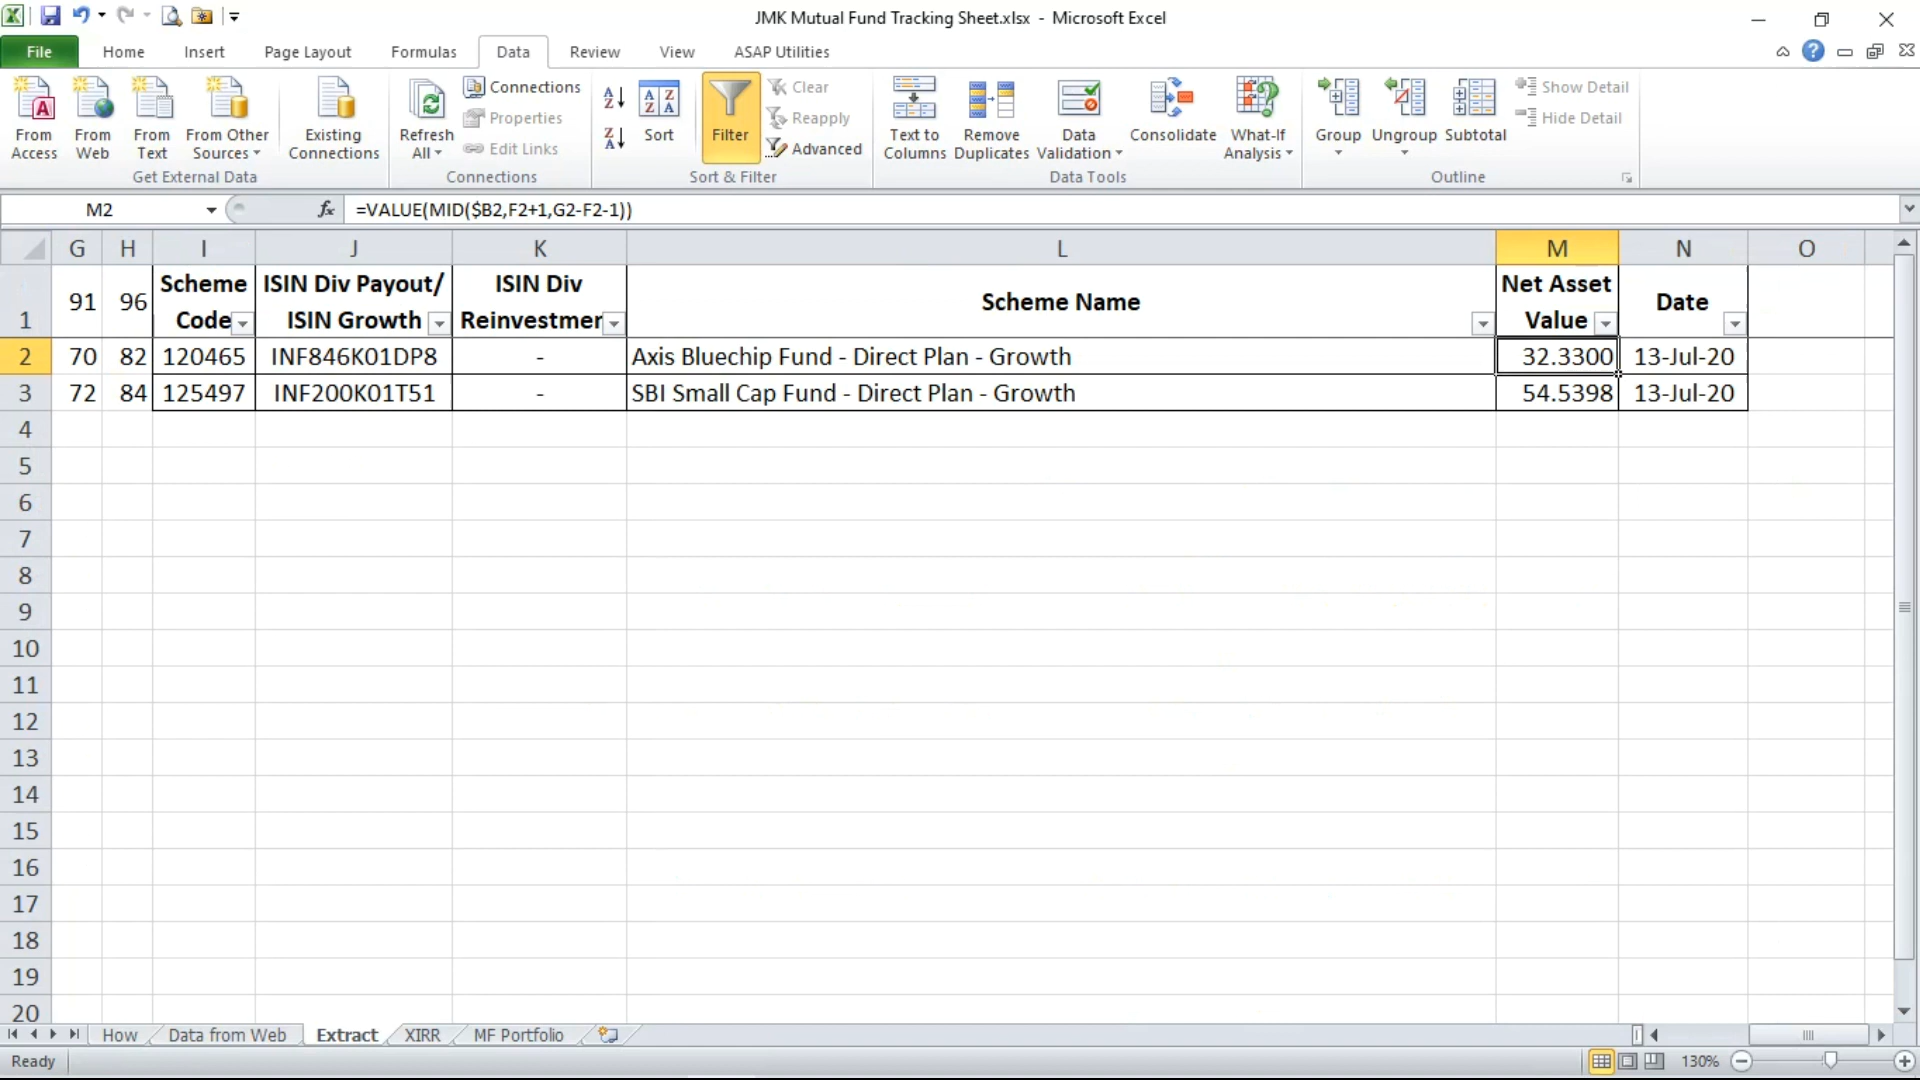 JMK Mutual Fund Tracking Sheet.xlsx - Microsoft Excel
File Home Insert Page Layout Formulas Data Review View ASAP Utilities
From Access
From Web
From Text
From Other Sources
Get External Data
Existing Connections
Refresh All
Connections
Properties
Edit Links
Connections
Sort
Filter
Clear
Reapply
Advanced
Sort & Filter
Text to Columns
Remove Duplicates
Data Validation
Consolidate
What-If Analysis
Data Tools
Group
Ungroup
Subtotal
Show Detail
Hide Detail
Outline
M2 fx =VALUE(MID($B2,F2+1,G2-F2-1))
G H I J K L M N O
1 91 96 Scheme Code ISIN Div Payout/ ISIN Growth ISIN Div Reinvestmer Scheme Name Net Asset Value Date
2 70 82 120465 INF846K01DP8 - Axis Bluechip Fund - Direct Plan - Growth 32.3300 13-Jul-20
3 72 84 125497 INF200K01T51 - SBI Small Cap Fund - Direct Plan - Growth 54.5398 13-Jul-20
4
5
6
7
8
9
10
11
12
13
14
15
16
17
18
19
20
How Data from Web Extract XIRR MF Portfolio
Ready 130%